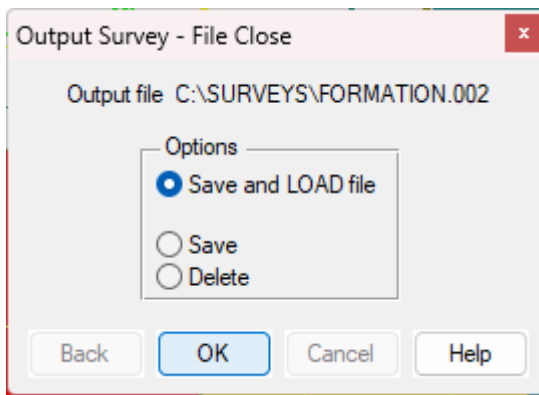 Output Survey - File Close
x
Output file C:\SURVEYS\FORMATION.002
Options
Save and LOAD file
Save
Delete
Back OK Cancel Help